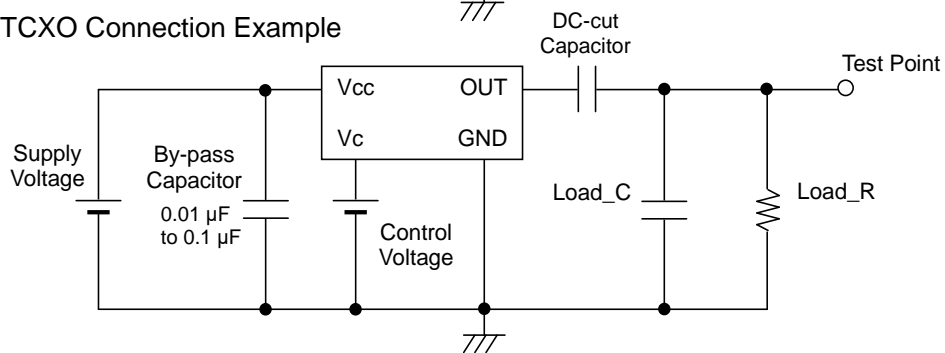 TCXO Connection Example
DC-cut
Capacitor
Test Point
Vcc
OUT
Vc
GND
Supply
Voltage
By-pass
Capacitor
0.01 µF
to 0.1 µF
Control
Voltage
Load_C
Load_R